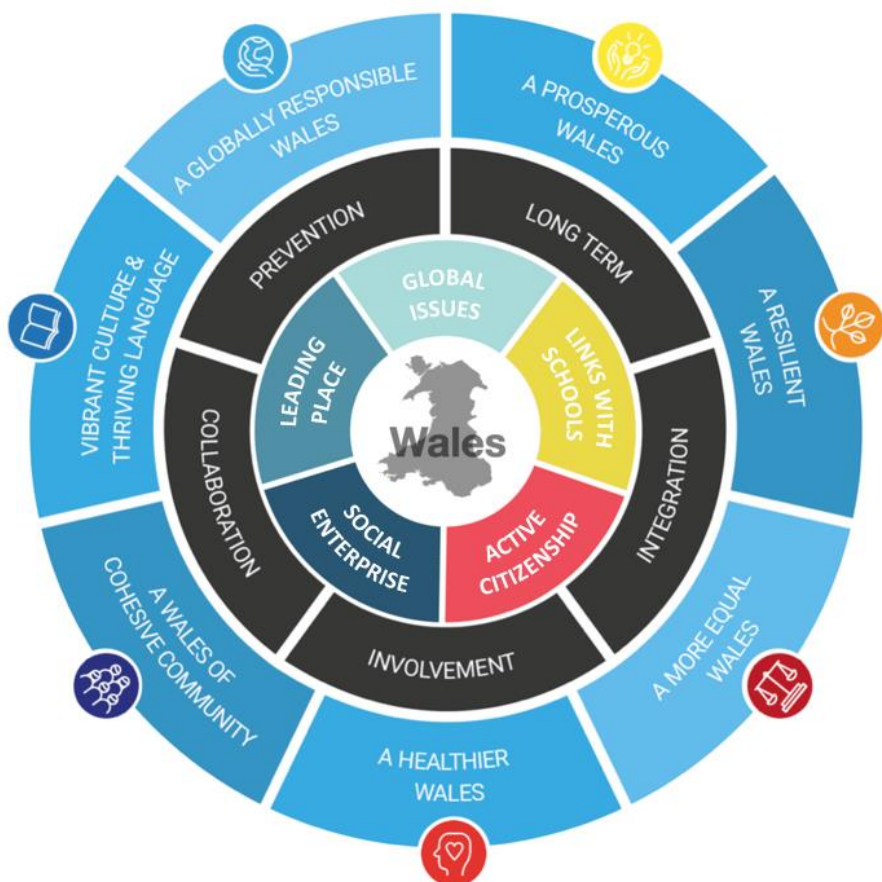 A GLOBALLY RESPONSIBLE
WALES
A PROSPEROUS
WALES
A RESILIENT
WALES
A MORE EQUAL
WALES
A HEALTHIER
WALES
A WALES OF
COHESIVE COMMUNITY
VIBRANT CULTURE &
THRIVING LANGUAGE
PREVENTION
LONG TERM
INTEGRATION
INVOLVEMENT
COLLABORATION
GLOBAL
ISSUES
LINKS WITH
SCHOOLS
ACTIVE
CITIZENSHIP
SOCIAL
ENTERPRISE
LEADING
PLACE
Wales